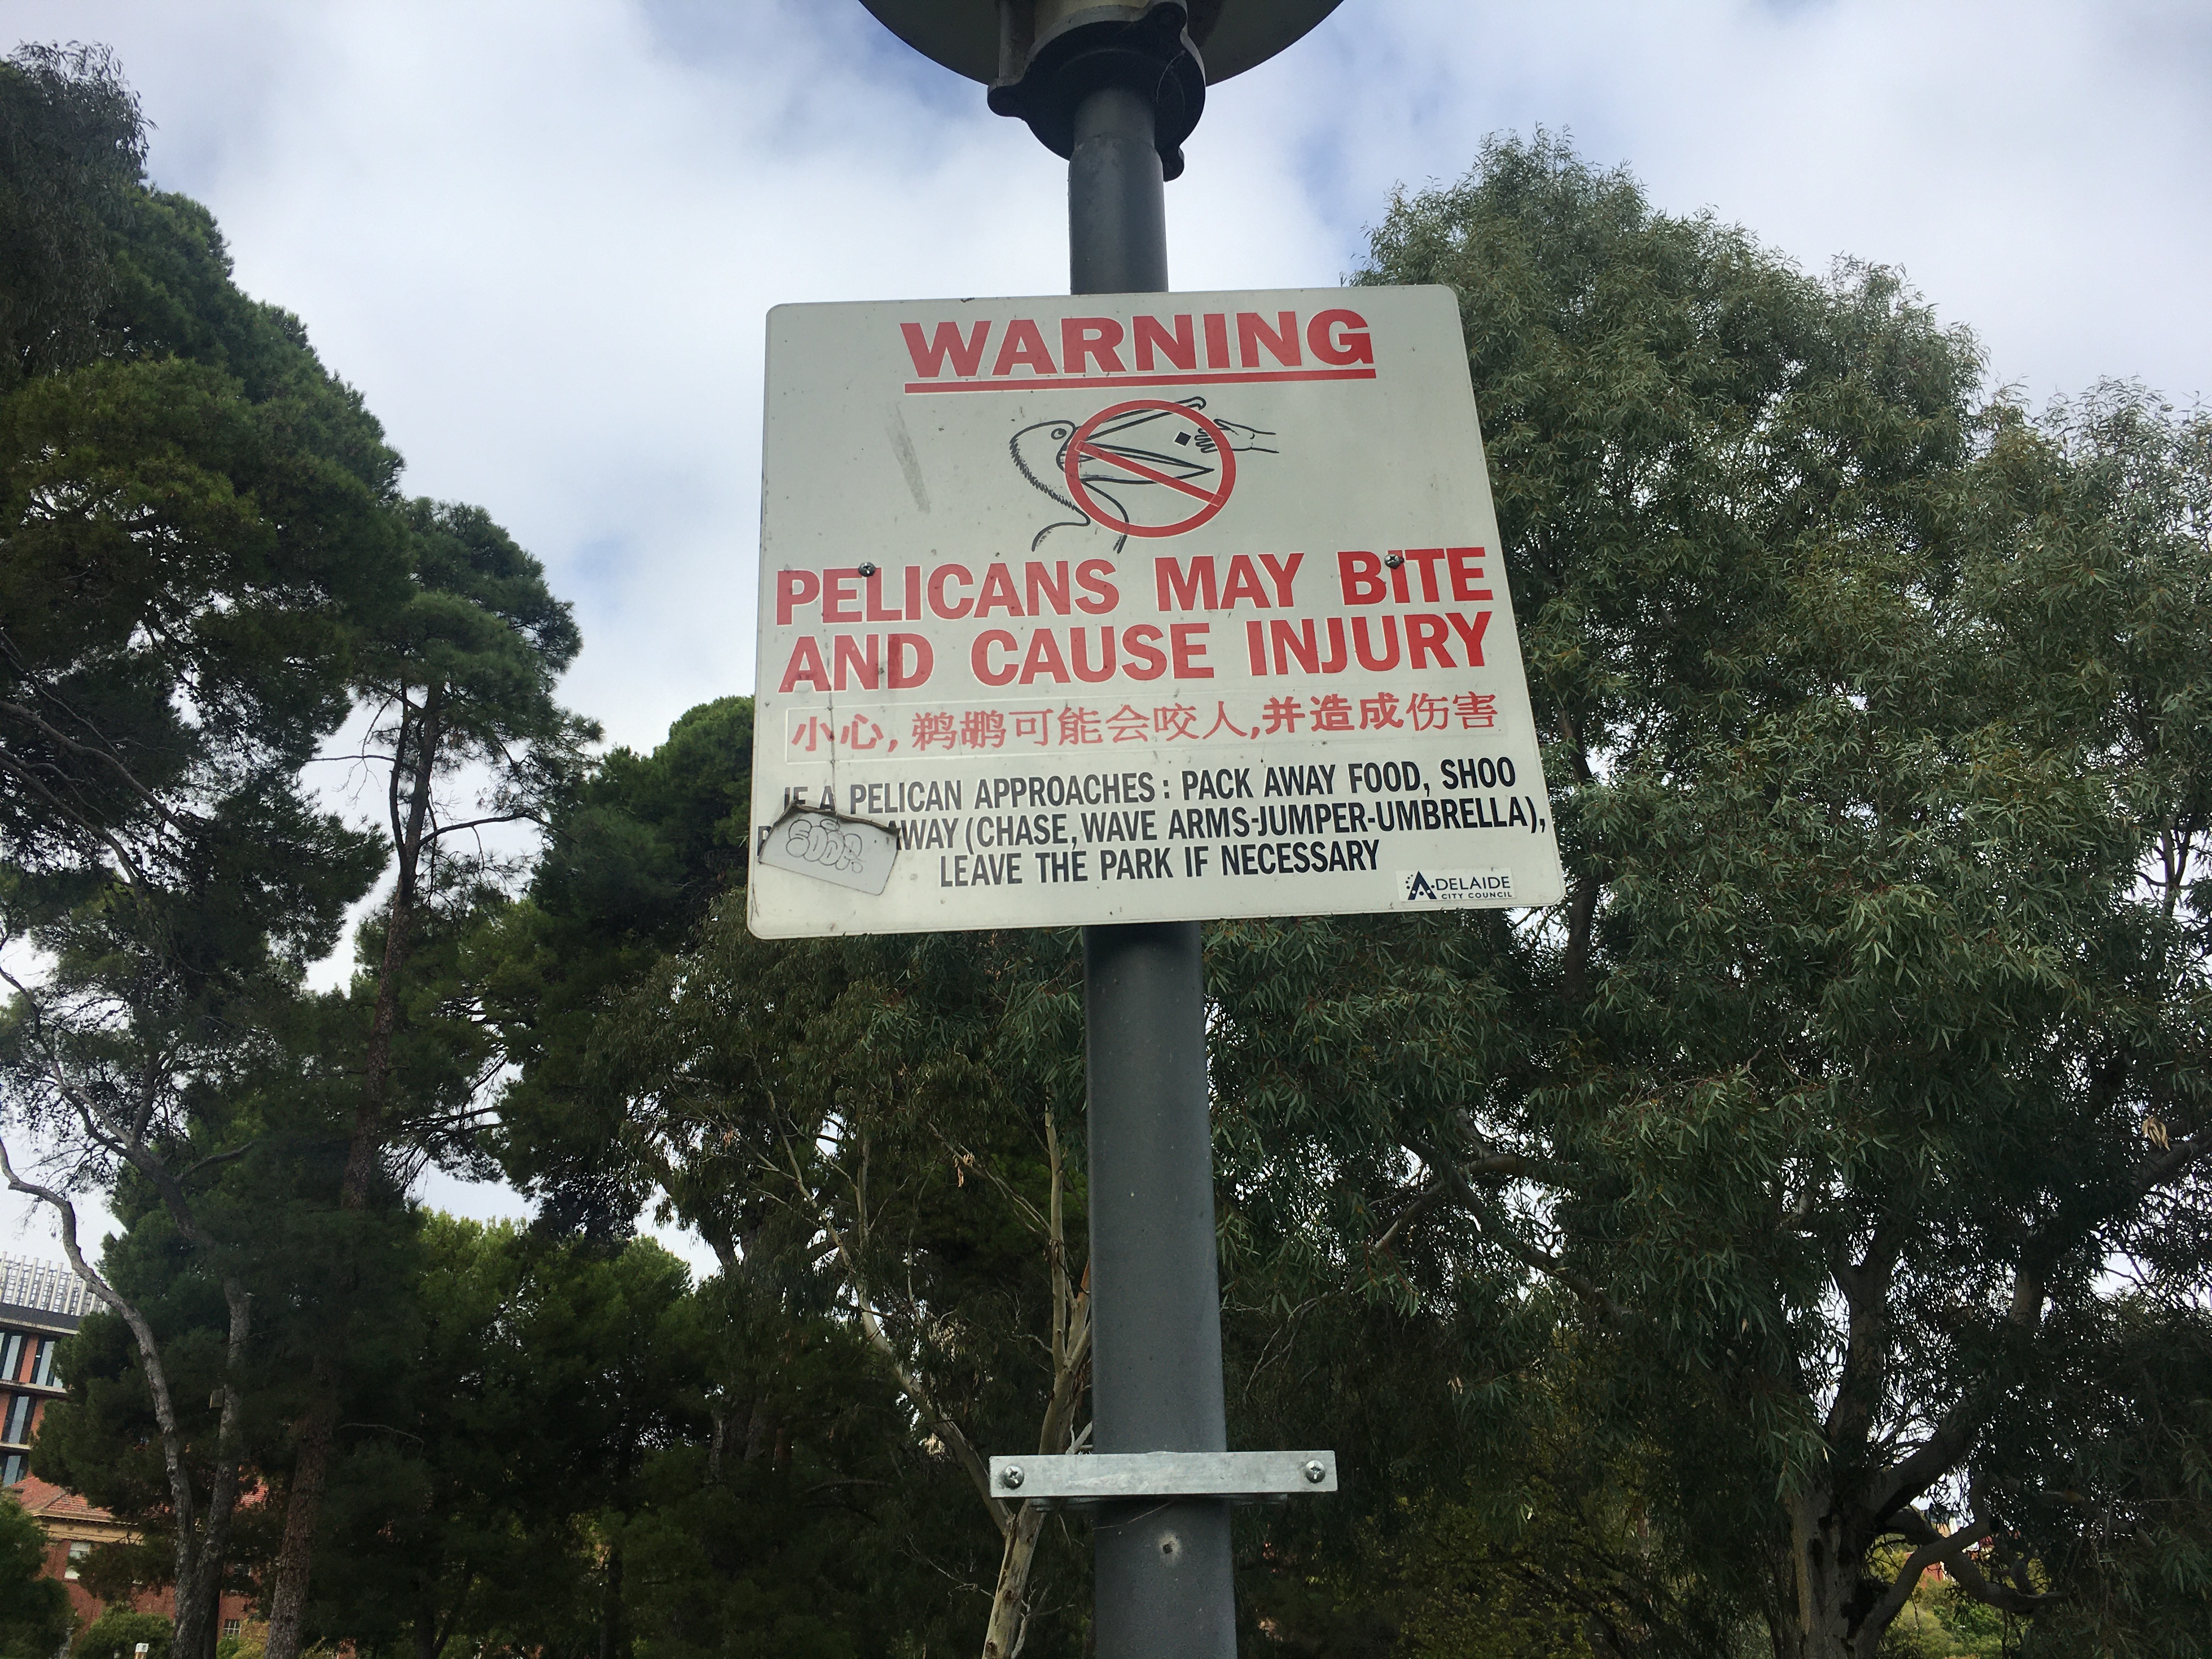 WARNING
PELICANS MAY BITE
AND CAUSE INJURY
小心,鹈鹕可能会咬人,并造成伤害
IF A PELICAN APPROACHES: PACK AWAY FOOD, SHOO
AWAY (CHASE, WAVE ARMS-JUMPER-UMBRELLA),
LEAVE THE PARK IF NECESSARY
ADELAIDE
CITY COUNCIL